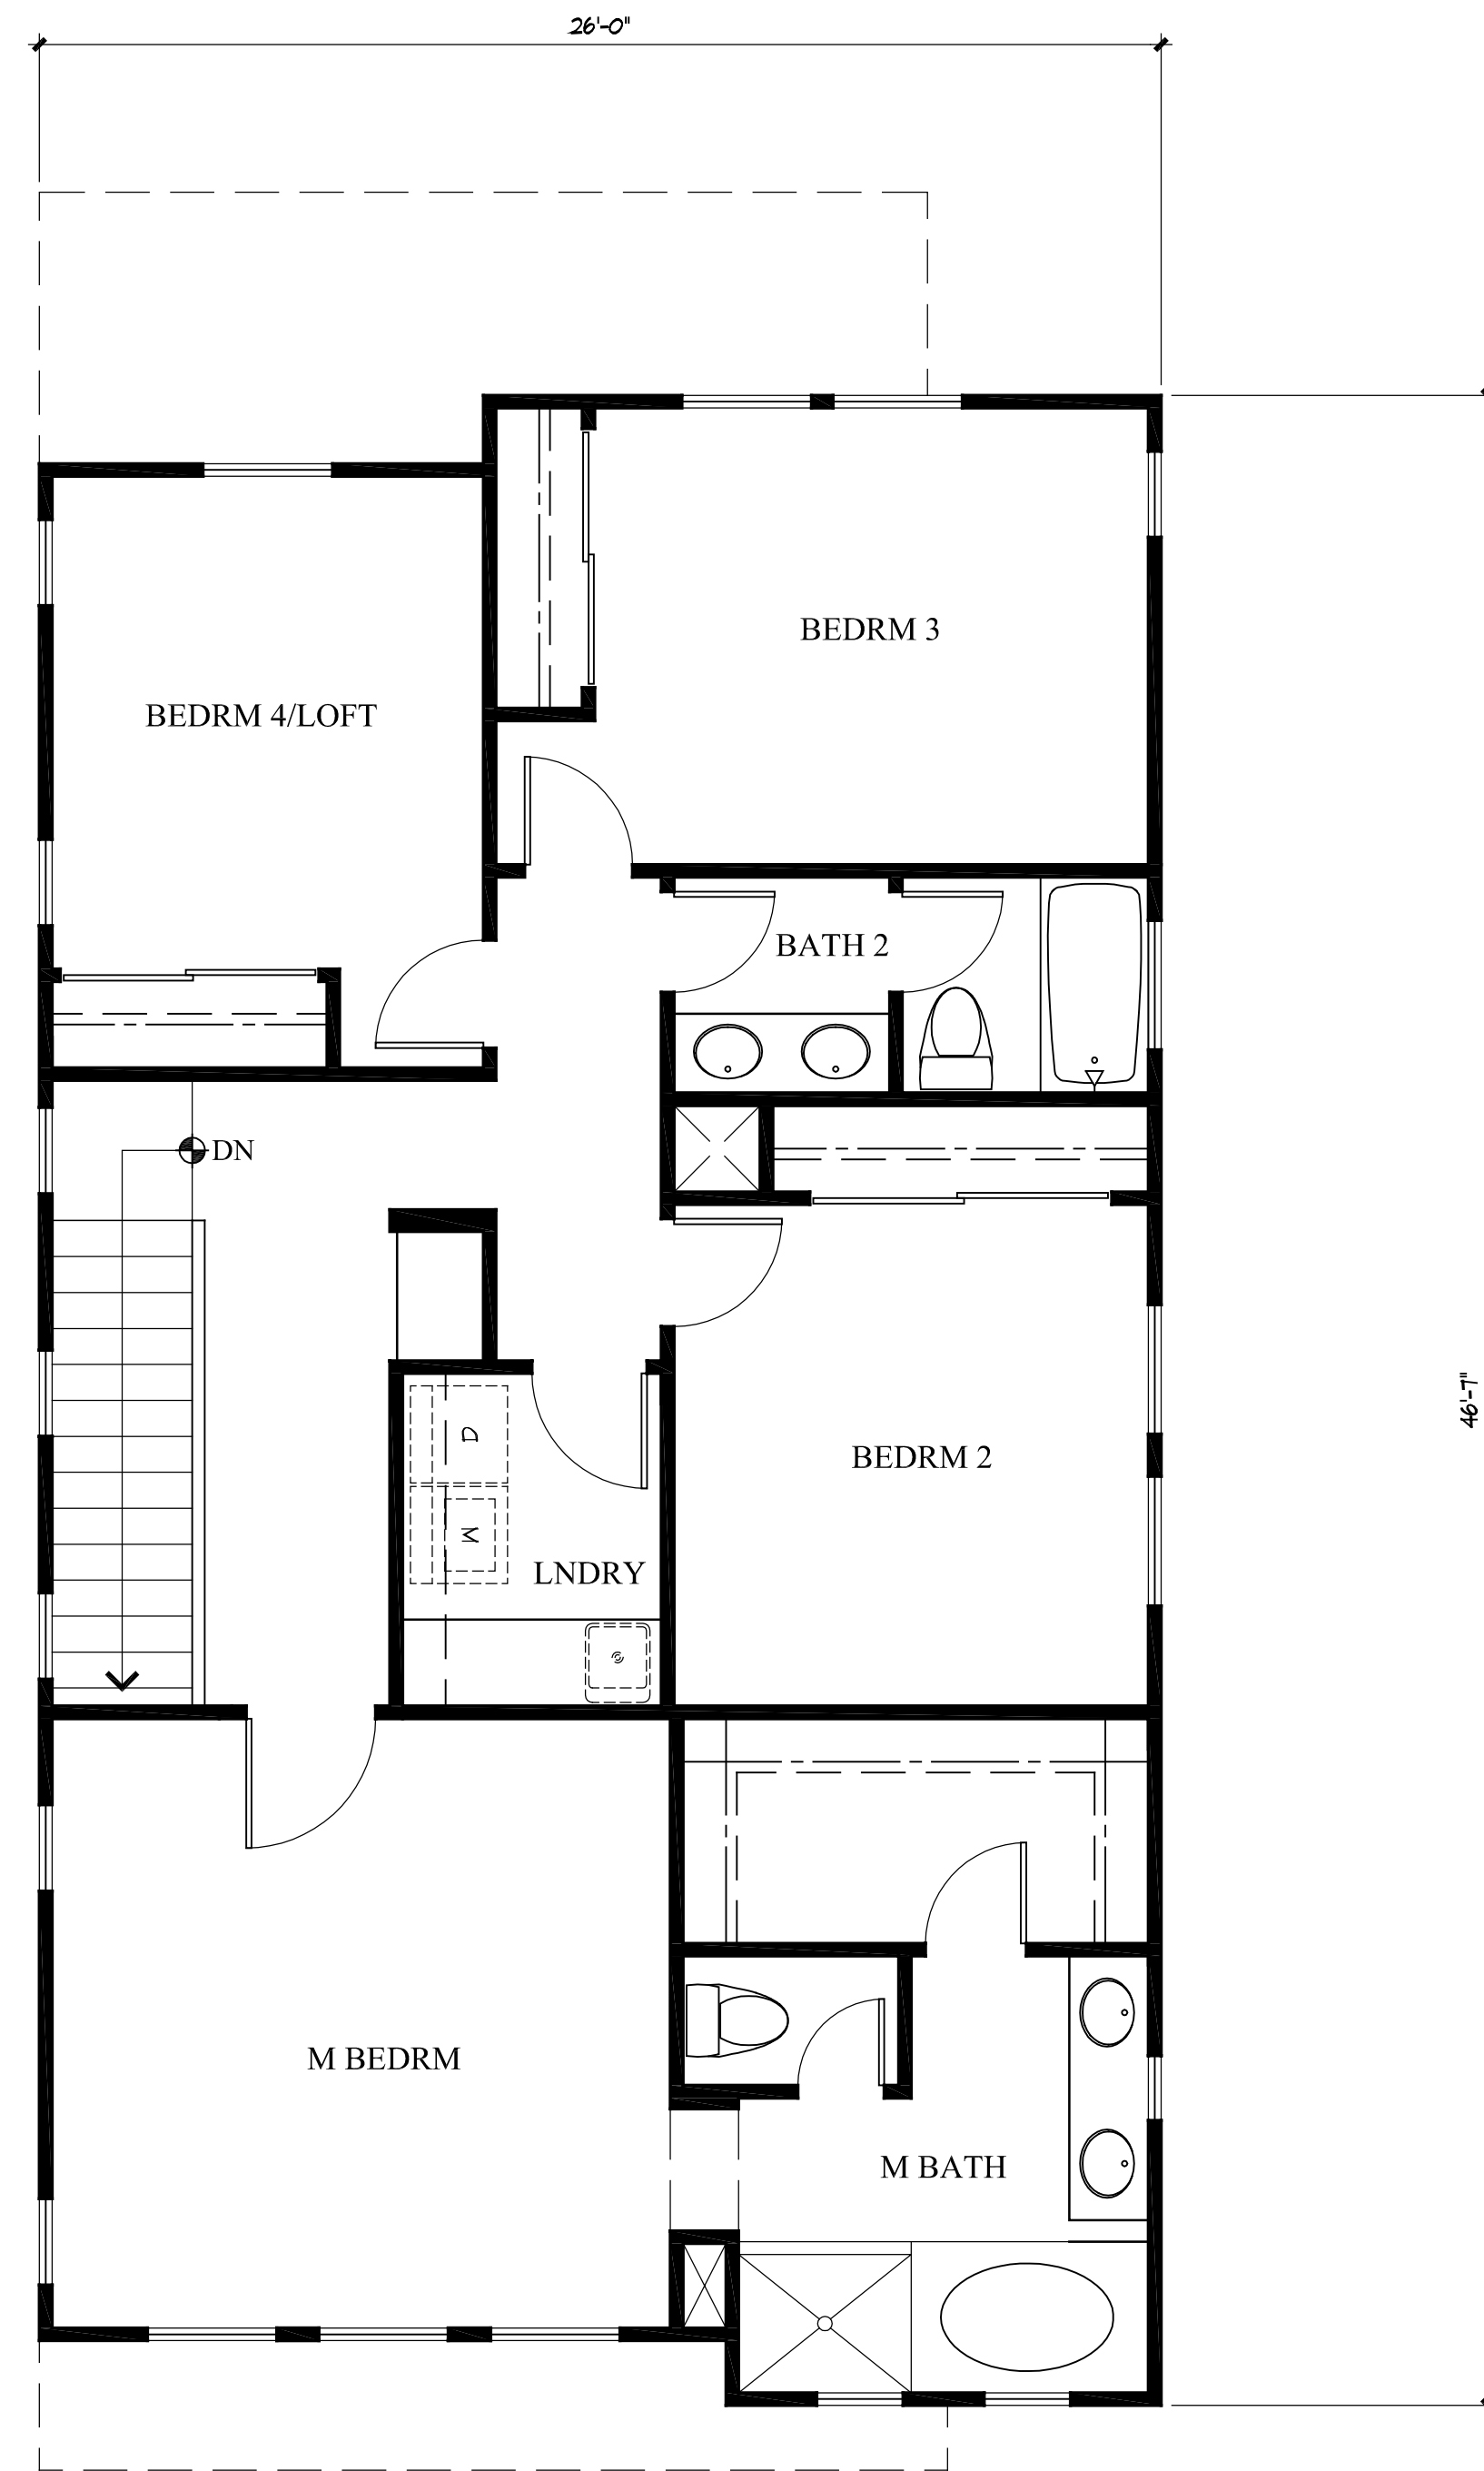 26'-0"
BEDRM 3
BEDRM 4/LOFT
BATH 2
DN
46'-7"
D
BEDRM 2
W
LNDRY
M BEDRM
M BATH